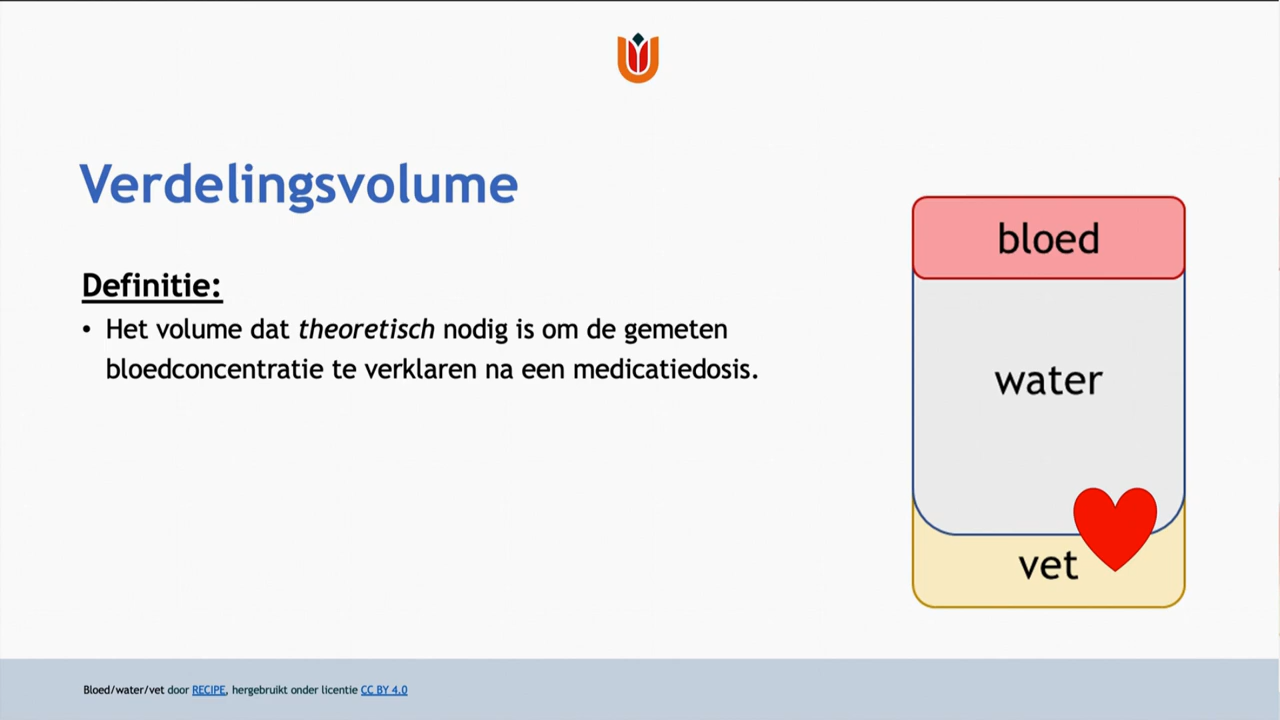 Verdelingsvolume
Definitie:
• Het volume dat theoretisch nodig is om de gemeten
bloedconcentratie te verklaren na een medicatiedosis.
bloed
water
vet
Bloed/water/vet door RECIPE, hergebruikt onder licentie CC BY 4.0